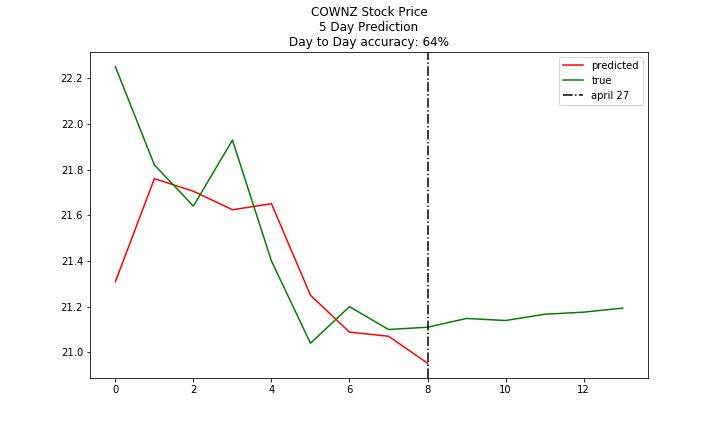 COWNZ Stock Price
5 Day Prediction
Day to Day accuracy: 64%
predicted
true
april 27
22.2
22.0
21.8
21.6
21.4
21.2
21.0
0 2 4 6 8 10 12